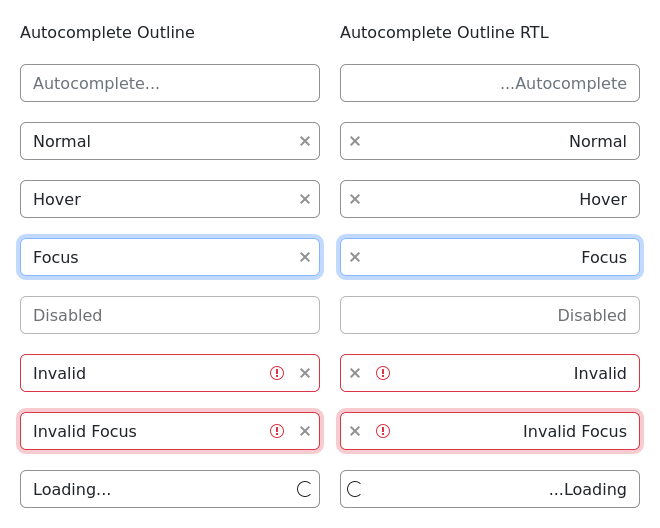 Autocomplete Outline
Autocomplete...
Normal
Hover
Focus
Disabled
Invalid
Invalid Focus
Loading...
Autocomplete Outline RTL
...Autocomplete
Normal
Hover
Focus
Disabled
Invalid
Invalid Focus
...Loading